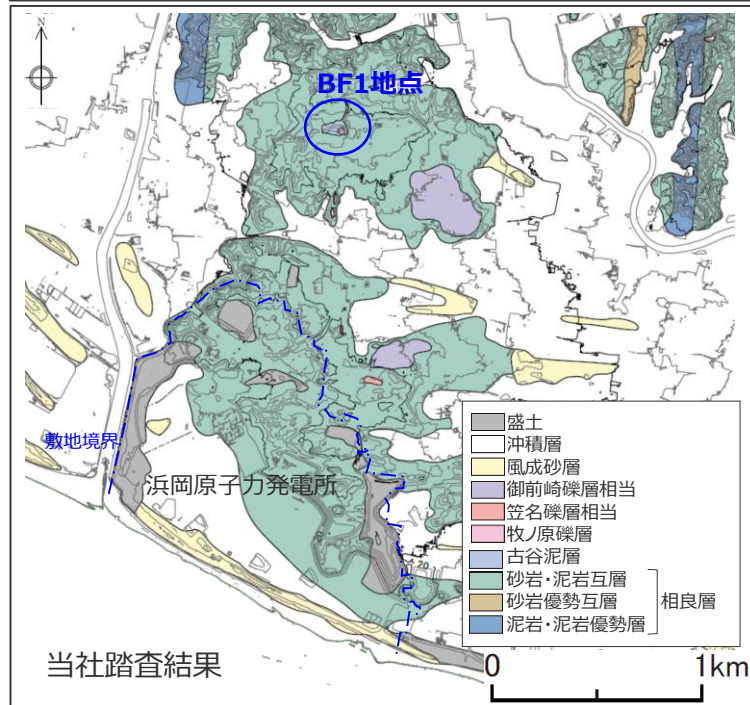 N
BF1地点
敷地境界
浜岡原子力発電所
盛土
沖積層
風成砂層
御前崎礫層相当
笠名礫層相当
牧ノ原礫層
古谷泥層
砂岩・泥岩互層
砂岩優勢互層
相良層
泥岩・泥岩優勢層
A 20
当社踏査結果
0
1km